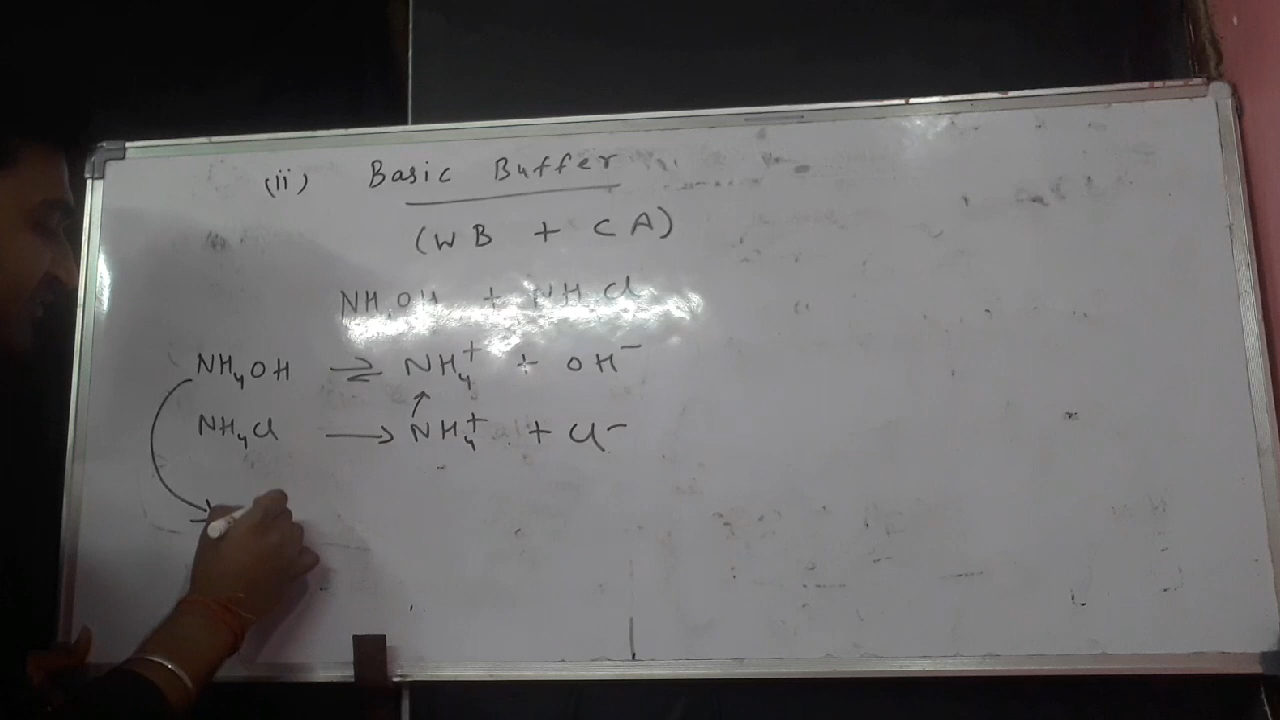 (ii) Basic Buffer
(WB + CA)
NH₄OH + NH₄Cl
NH₄OH ⇌ NH₄⁺ + OH⁻
NH₄Cl → NH₄⁺ + Cl⁻